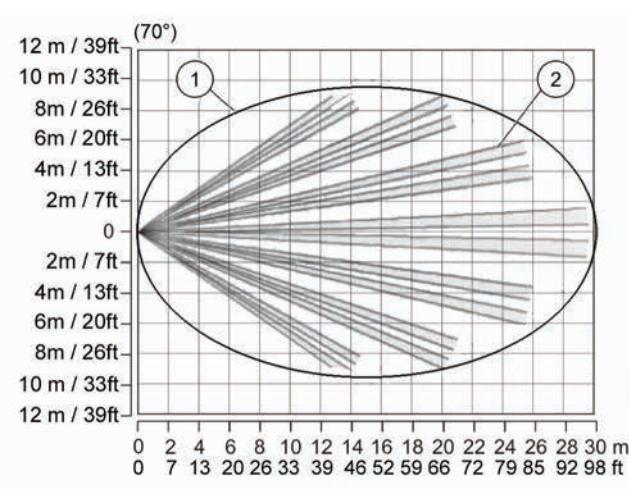 (70°)
12 m / 39ft
10 m / 33ft
8m / 26ft
6m / 20ft
4m / 13ft
2m / 7ft
0
2m / 7ft
4m / 13ft
6m / 20ft
8m / 26ft
10 m / 33ft
12 m / 39ft
1
2
0 2 4 6 8 10 12 14 16 18 20 22 24 26 28 30 m
0 7 13 20 26 33 39 46 52 59 66 72 79 85 92 98 ft